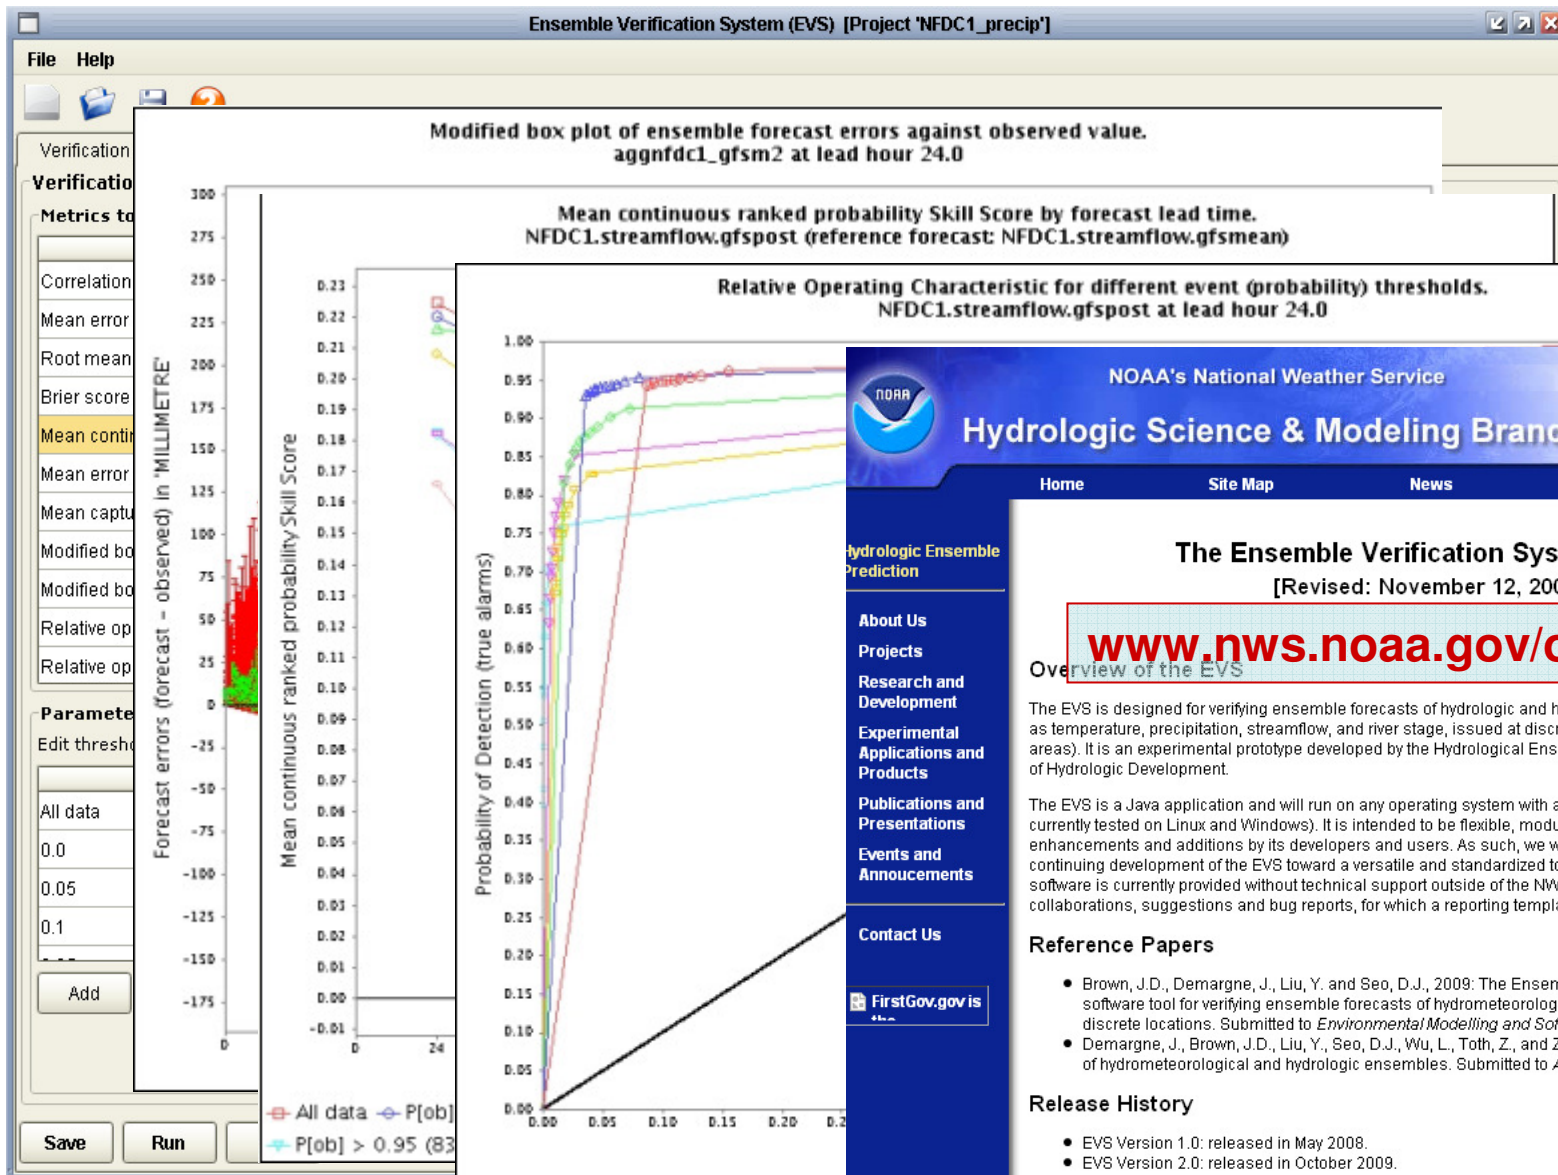 Ensemble Verification System (EVS) [Project 'NFDC1_precip']
File Help
Verification
Verificatio
Metrics to
Correlation
Mean error
Root mean
Brier score
Mean contin
Mean error
Mean captu
Modified bo
Modified bo
Relative op
Relative op
Paramete
Edit thresho
All data
0.0
0.05
0.1
Add
Save
Run
Modified box plot of ensemble forecast errors against observed value.
aggnfdc1_gfsm2 at lead hour 24.0
Forecast errors (forecast - observed) in 'MILLIMETRE'
300
275
250
225
200
175
150
125
100
75
50
25
0
-25
-50
-75
-100
-125
-150
-175
0
Mean continuous ranked probability Skill Score by forecast lead time.
NFDC1.streamflow.gfspost (reference forecast: NFDC1.streamflow.gfsmean)
Mean continuous ranked probability Skill Score
0.23
0.22
0.21
0.20
0.19
0.18
0.17
0.16
0.15
0.14
0.13
0.12
0.11
0.10
0.09
0.08
0.07
0.06
0.05
0.04
0.03
0.02
0.01
0.00
-0.01
0 24
All data P[ob]
P[ob] > 0.95 (83
Relative Operating Characteristic for different event (probability) thresholds.
NFDC1.streamflow.gfspost at lead hour 24.0
Probability of Detection (true alarms)
1.00
0.95
0.90
0.85
0.80
0.75
0.70
0.65
0.60
0.55
0.50
0.45
0.40
0.35
0.30
0.25
0.20
0.15
0.10
0.05
0.00
0.00 0.05 0.10 0.15 0.20 0.2
NOAA
NOAA's National Weather Service
Hydrologic Science & Modeling Branc
Home Site Map News
Hydrologic Ensemble
Prediction
About Us
Projects
Research and
Development
Experimental
Applications and
Products
Publications and
Presentations
Events and
Annoucements
Contact Us
FirstGov.gov is
the
The Ensemble Verification Sys
[Revised: November 12, 200
www.nws.noaa.gov/o
Overview of the EVS
The EVS is designed for verifying ensemble forecasts of hydrologic and h
as temperature, precipitation, streamflow, and river stage, issued at discr
areas). It is an experimental prototype developed by the Hydrological Ens
of Hydrologic Development.
The EVS is a Java application and will run on any operating system with a
currently tested on Linux and Windows). It is intended to be flexible, modu
enhancements and additions by its developers and users. As such, we w
continuing development of the EVS toward a versatile and standardized to
software is currently provided without technical support outside of the NW
collaborations, suggestions and bug reports, for which a reporting templa
Reference Papers
Brown, J.D., Demargne, J., Liu, Y. and Seo, D.J., 2009: The Ensem
software tool for verifying ensemble forecasts of hydrometeorolog
discrete locations. Submitted to Environmental Modelling and Sof
Demargne, J., Brown, J.D., Liu, Y., Seo, D.J., Wu, L., Toth, Z., and Z
of hydrometeorological and hydrologic ensembles. Submitted to A
Release History
EVS Version 1.0: released in May 2008.
EVS Version 2.0: released in October 2009.